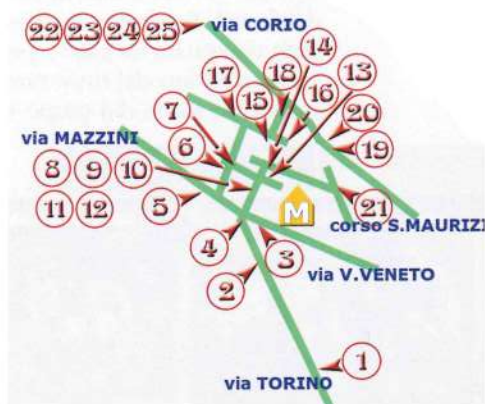 22 23 24 25 via CORIO
14
17 18 13
7 15 16
via MAZZINI 20
6 19
8 9 10
11 12 5 M 21
corso S.MAURIZI
4 3
2 via V.VENETO
1
via TORINO